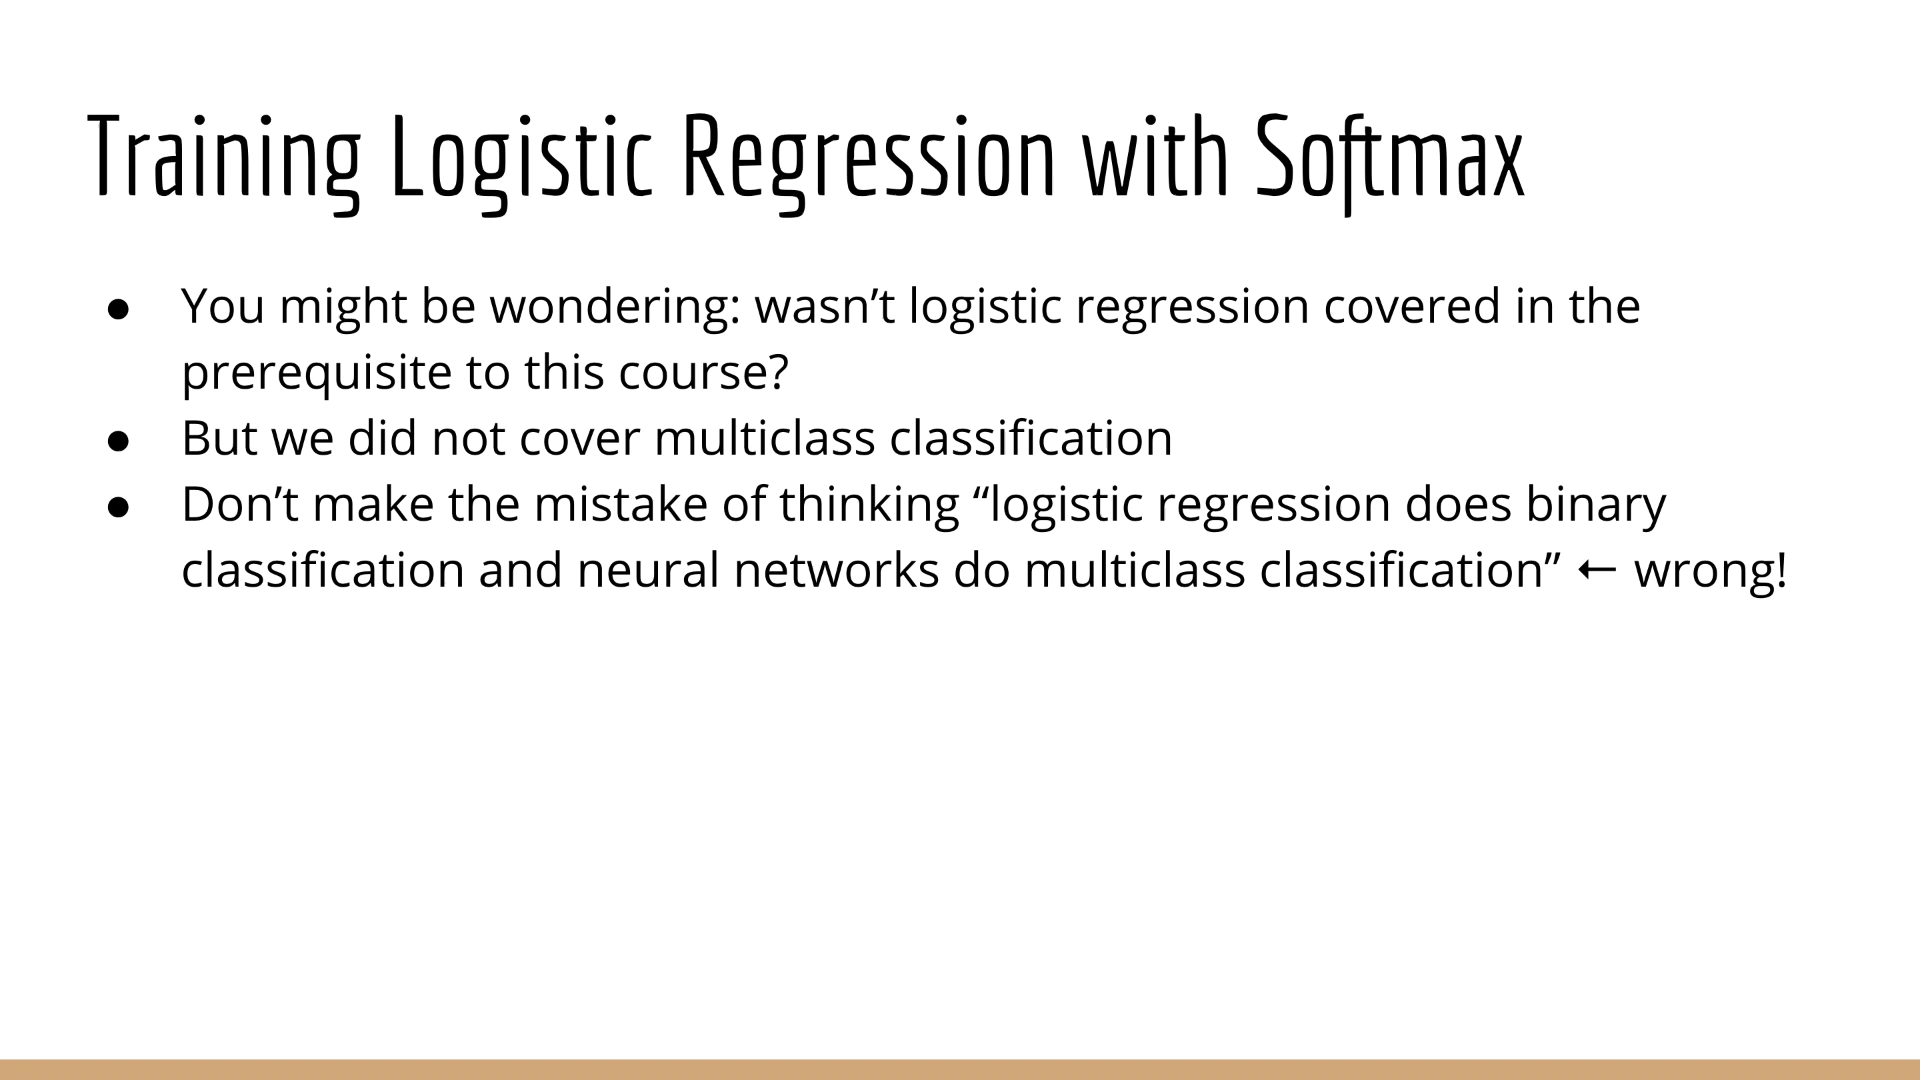 Training Logistic Regression with Softmax
● You might be wondering: wasn’t logistic regression covered in the
prerequisite to this course?
● But we did not cover multiclass classification
● Don’t make the mistake of thinking “logistic regression does binary
classification and neural networks do multiclass classification” ← wrong!